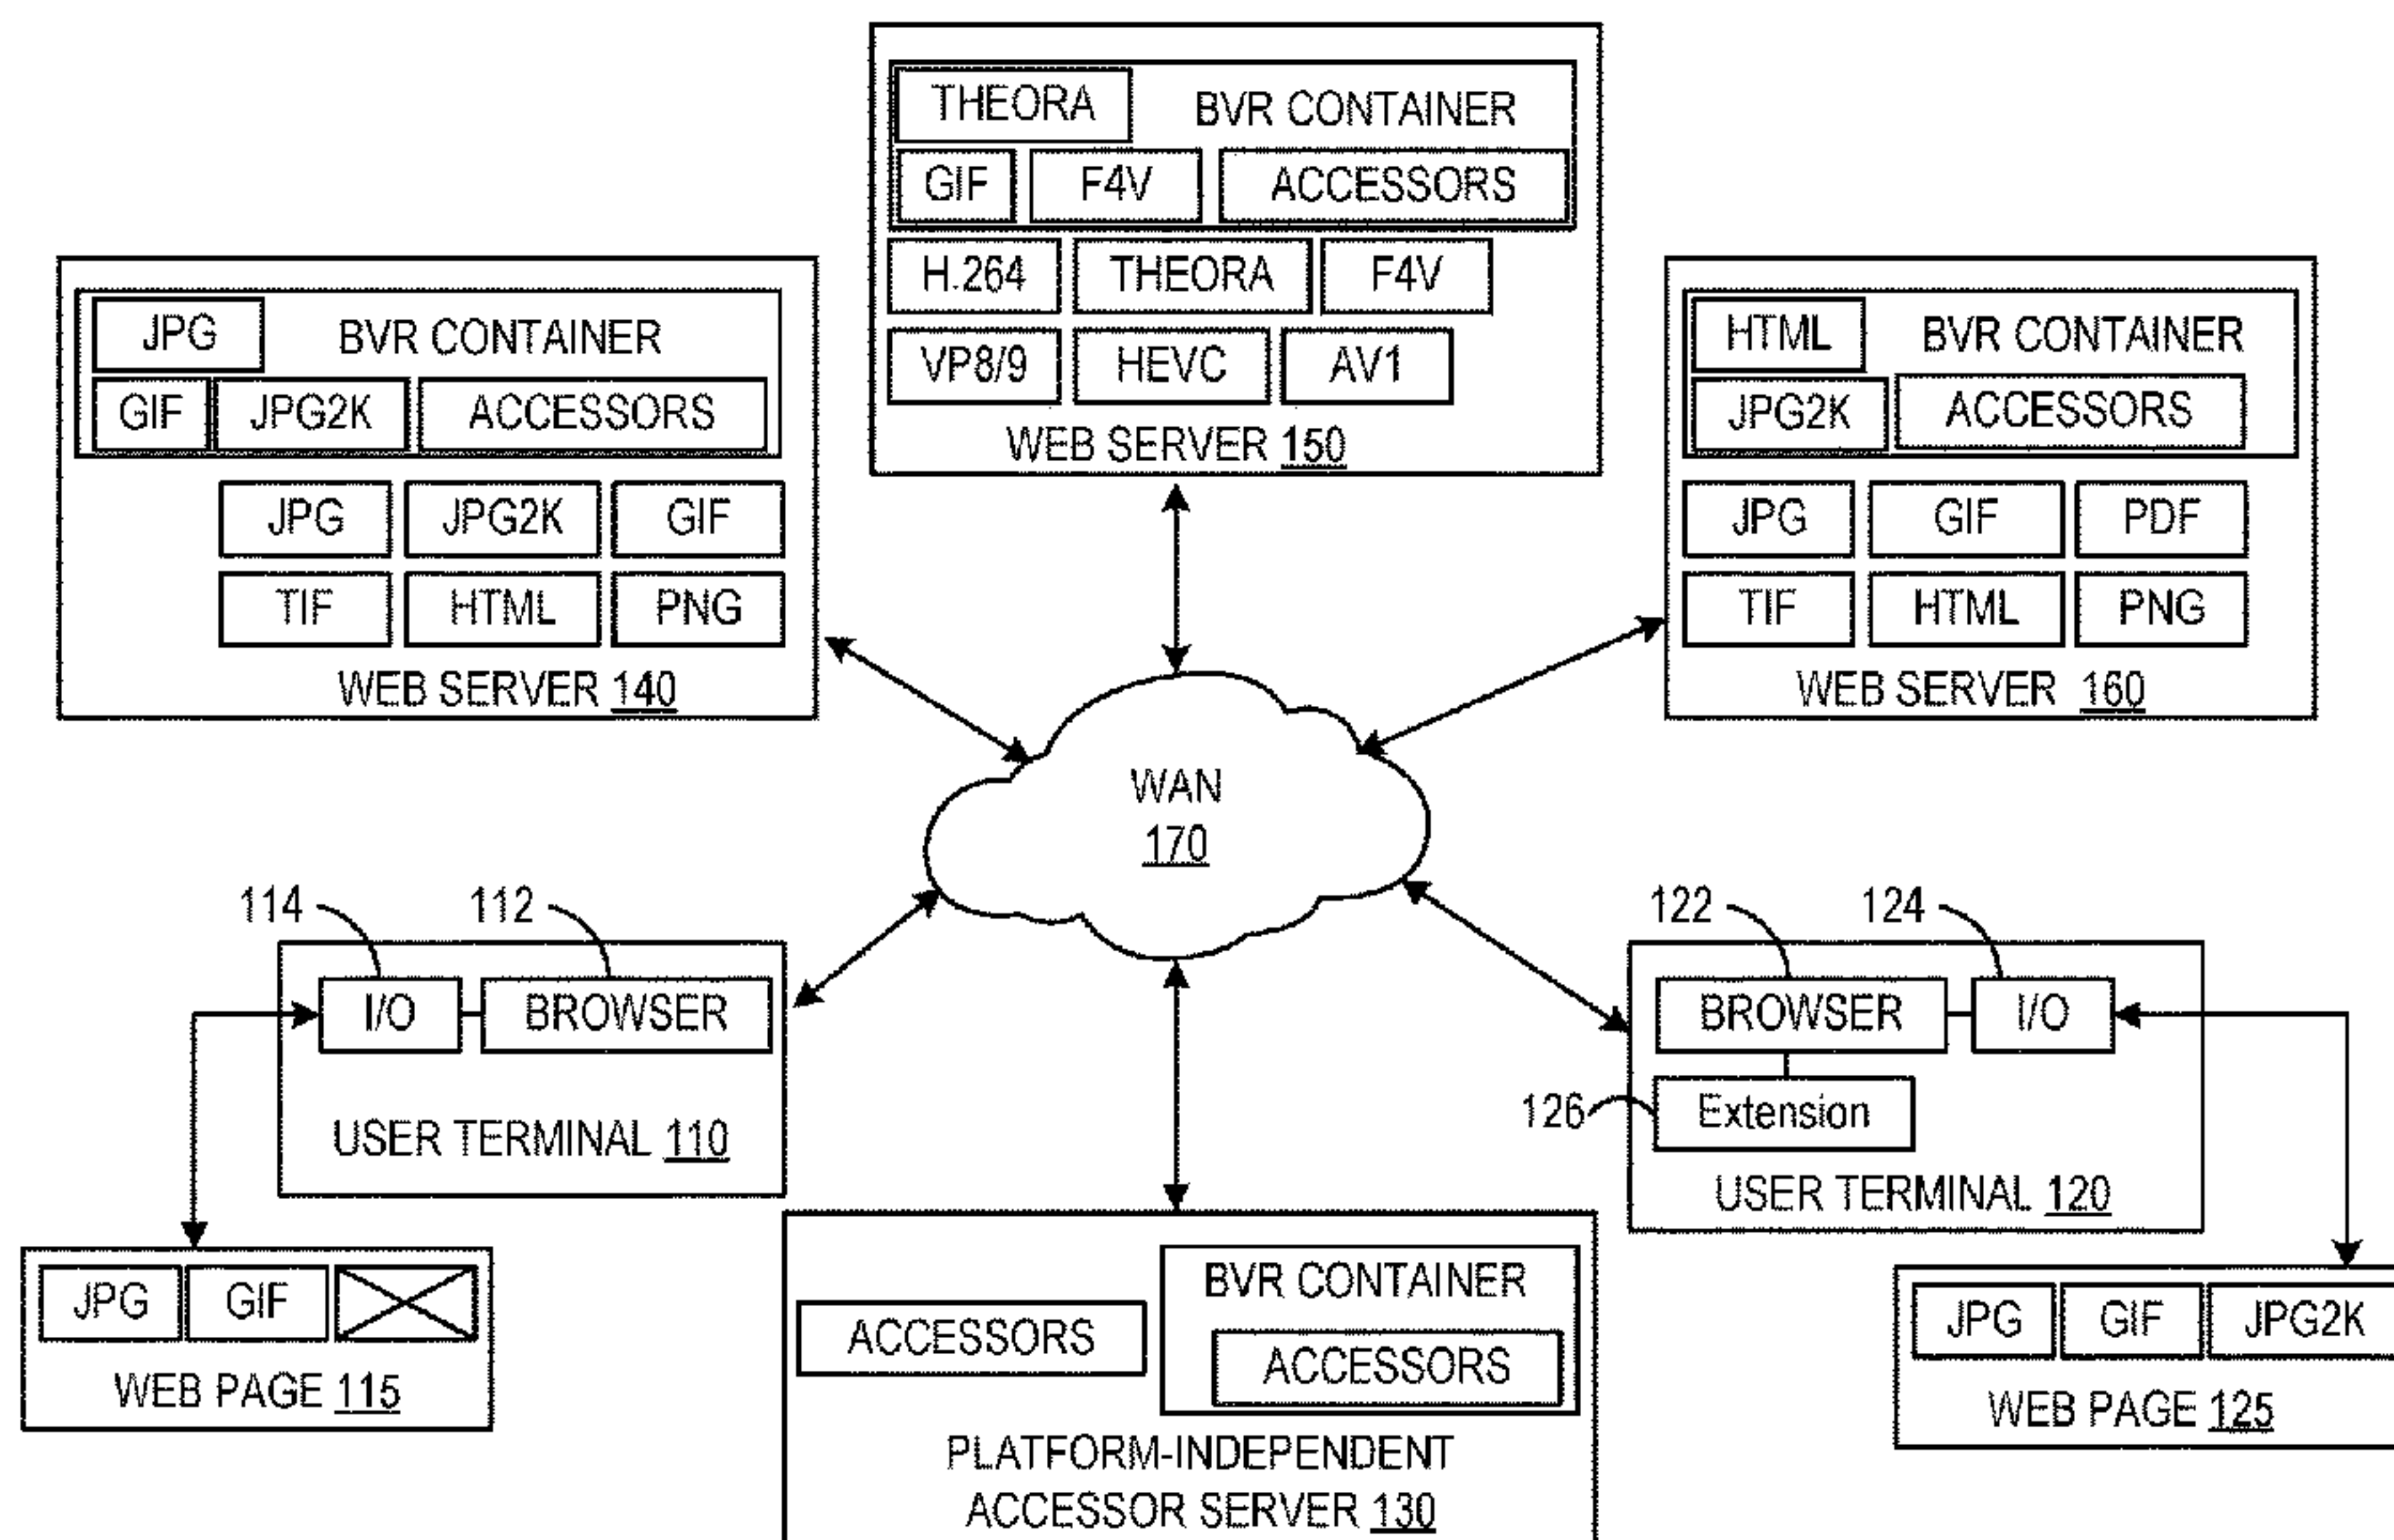 THEORA
BVR CONTAINER
GIF F4V ACCESSORS
H.264 THEORA F4V
VP8/9 HEVC AV1
WEB SERVER 150
JPG
BVR CONTAINER
GIF JPG2K ACCESSORS
JPG JPG2K GIF
TIF HTML PNG
WEB SERVER 140
HTML
BVR CONTAINER
JPG2K ACCESSORS
JPG GIF PDF
TIF HTML PNG
WEB SERVER 160
WAN
170
114 112
I/O BROWSER
USER TERMINAL 110
122 124
BROWSER I/O
126 Extension
USER TERMINAL 120
JPG GIF
WEB PAGE 115
BVR CONTAINER
ACCESSORS
ACCESSORS
PLATFORM-INDEPENDENT
ACCESSOR SERVER 130
JPG GIF JPG2K
WEB PAGE 125